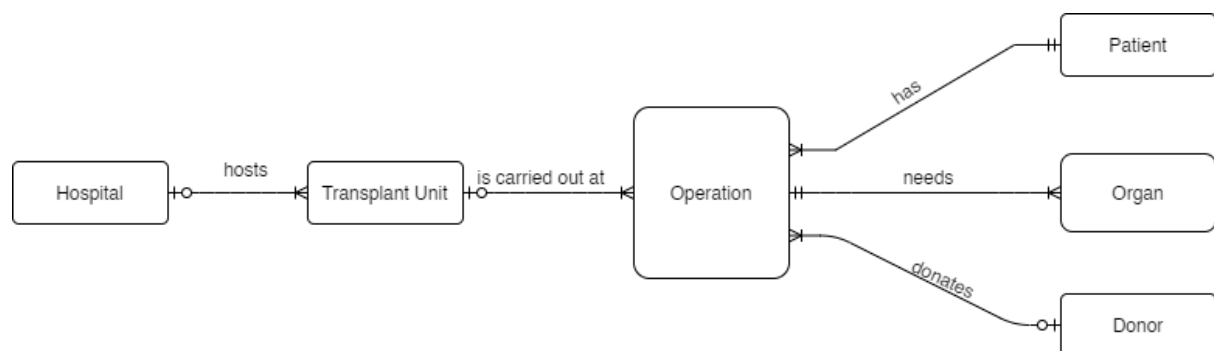 Patient
has
hosts
is carried out at
needs
Hospital
Transplant Unit
Operation
Organ
donates
Donor